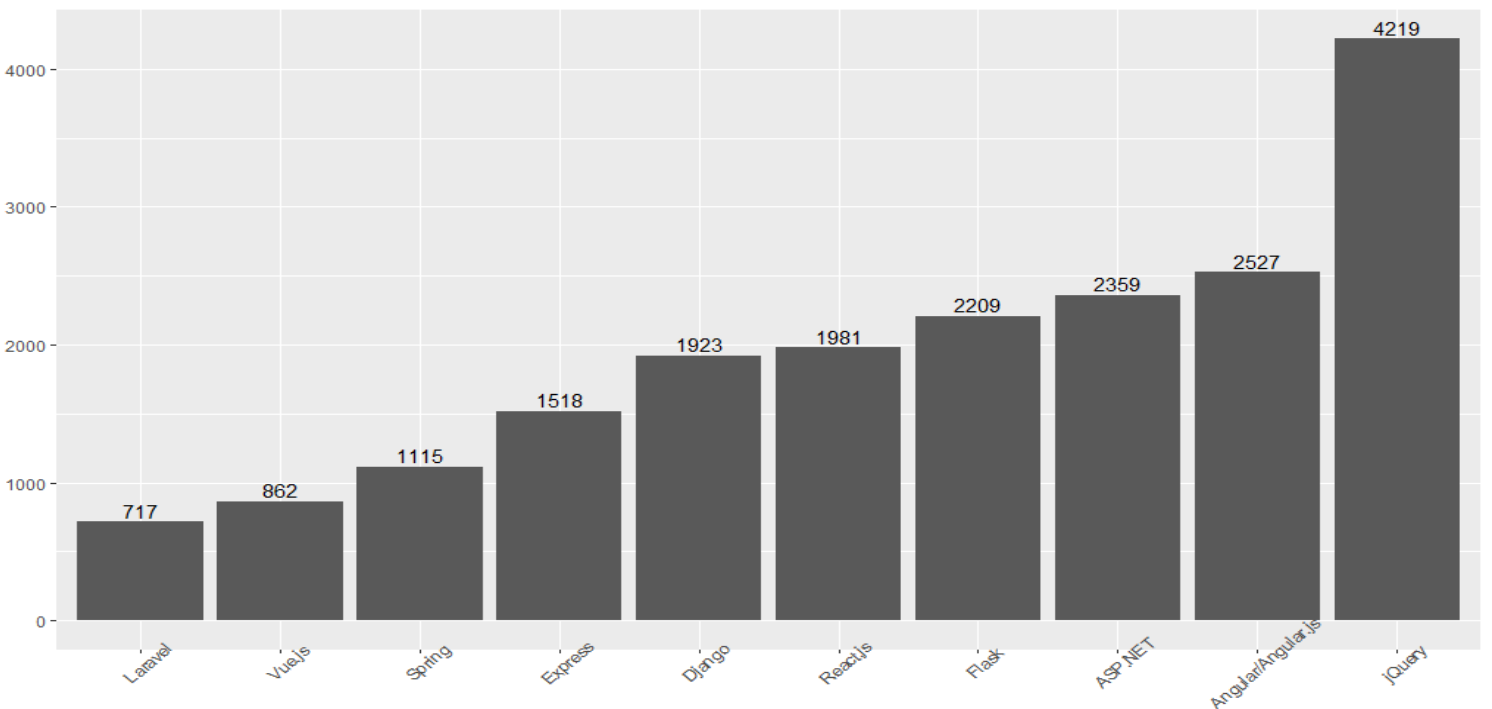 4219
4000
3000
2527
2359
2209
2000
1981
1923
1518
1115
1000
862
717
0
Laravel
Vue.js
Spring
Express
Django
React.js
Flask
ASP.NET
Angular/Angular.js
jQuery